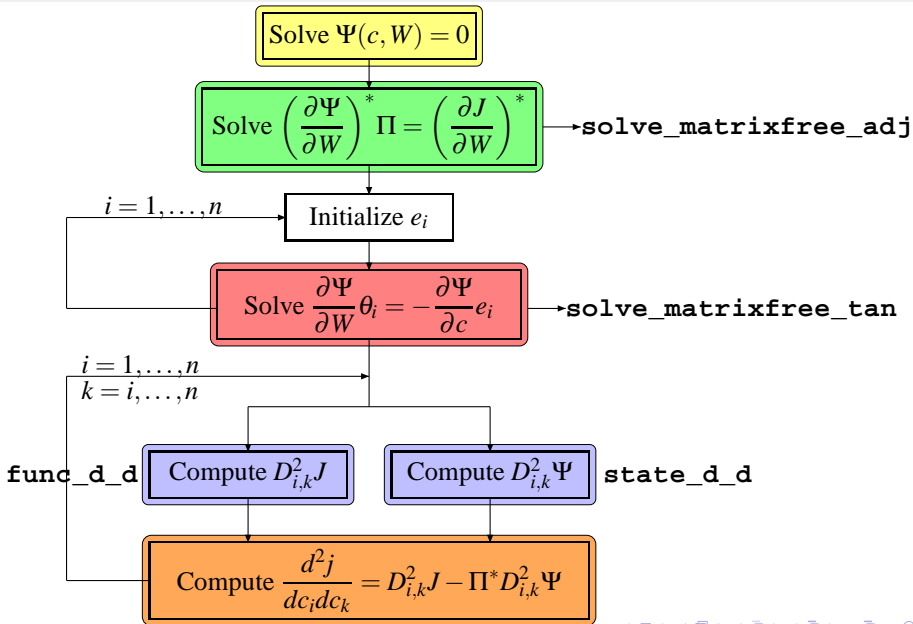 Solve Ψ(c,W) = 0
Solve (∂Ψ/∂W)* Π = (∂J/∂W)*
solve_matrixfree_adj
i = 1,...,n
Initialize e_i
Solve ∂Ψ/∂W θ_i = −∂Ψ/∂c e_i
solve_matrixfree_tan
i = 1,...,n
k = i,...,n
func_d_d
Compute D²_{i,k} J
Compute D²_{i,k} Ψ
state_d_d
Compute d²j/dc_i dc_k = D²_{i,k} J − Π* D²_{i,k} Ψ